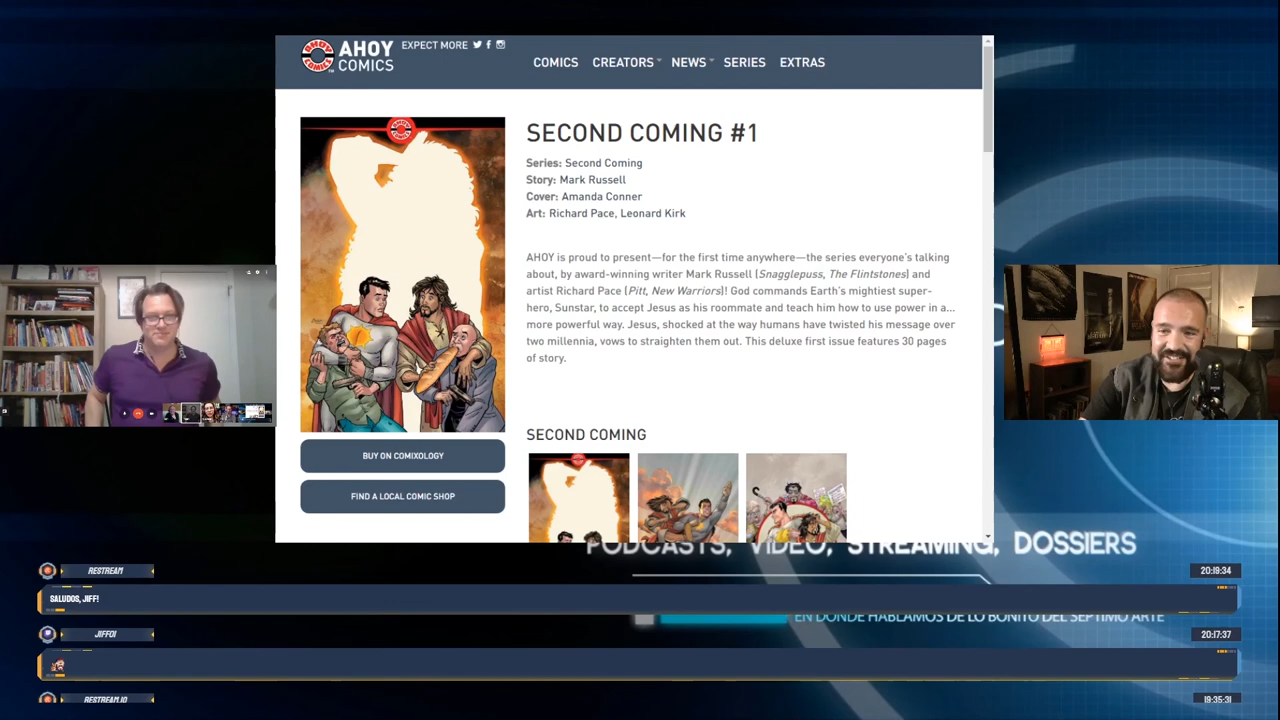 AHOY
COMICS
EXPECT MORE
COMICS
CREATORS
NEWS
SERIES
EXTRAS
SECOND COMING #1
Series: Second Coming
Story: Mark Russell
Cover: Amanda Conner
Art: Richard Pace, Leonard Kirk
AHOY is proud to present—for the first time anywhere—the series everyone's talking
about, by award-winning writer Mark Russell (Snagglepuss, The Flintstones) and
artist Richard Pace (Pitt, New Warriors)! God commands Earth's mightiest super-
hero, Sunstar, to accept Jesus as his roommate and teach him how to use power in a...
more powerful way. Jesus, shocked at the way humans have twisted his message over
two millennia, vows to straighten them out. This deluxe first issue features 30 pages
of story.
BUY ON COMIXOLOGY
FIND A LOCAL COMIC SHOP
SECOND COMING
PODCASTS, VIDEO, STREAMING, DOSSIERS
RESTREAM
20:19:34
SALUDOS, JIFF!
EN DONDE HABLAMOS DE LO BONITO DEL SÉPTIMO ARTE
JIFFOI
20:17:37
RESTREAM.IO
19:35:31